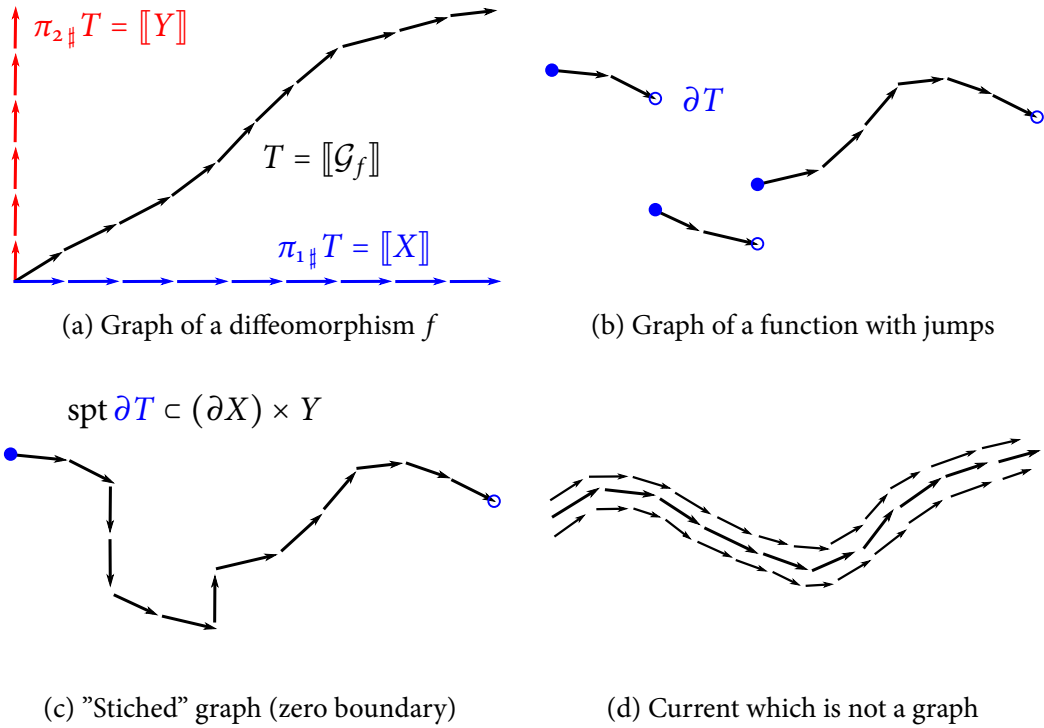 π₂♯T = ⟦Y⟧
T = ⟦𝒢_f⟧
π₁♯T = ⟦X⟧
(a) Graph of a diffeomorphism f
∂T
(b) Graph of a function with jumps
spt ∂T ⊂ (∂X) × Y
(c) ”Stiched” graph (zero boundary)
(d) Current which is not a graph